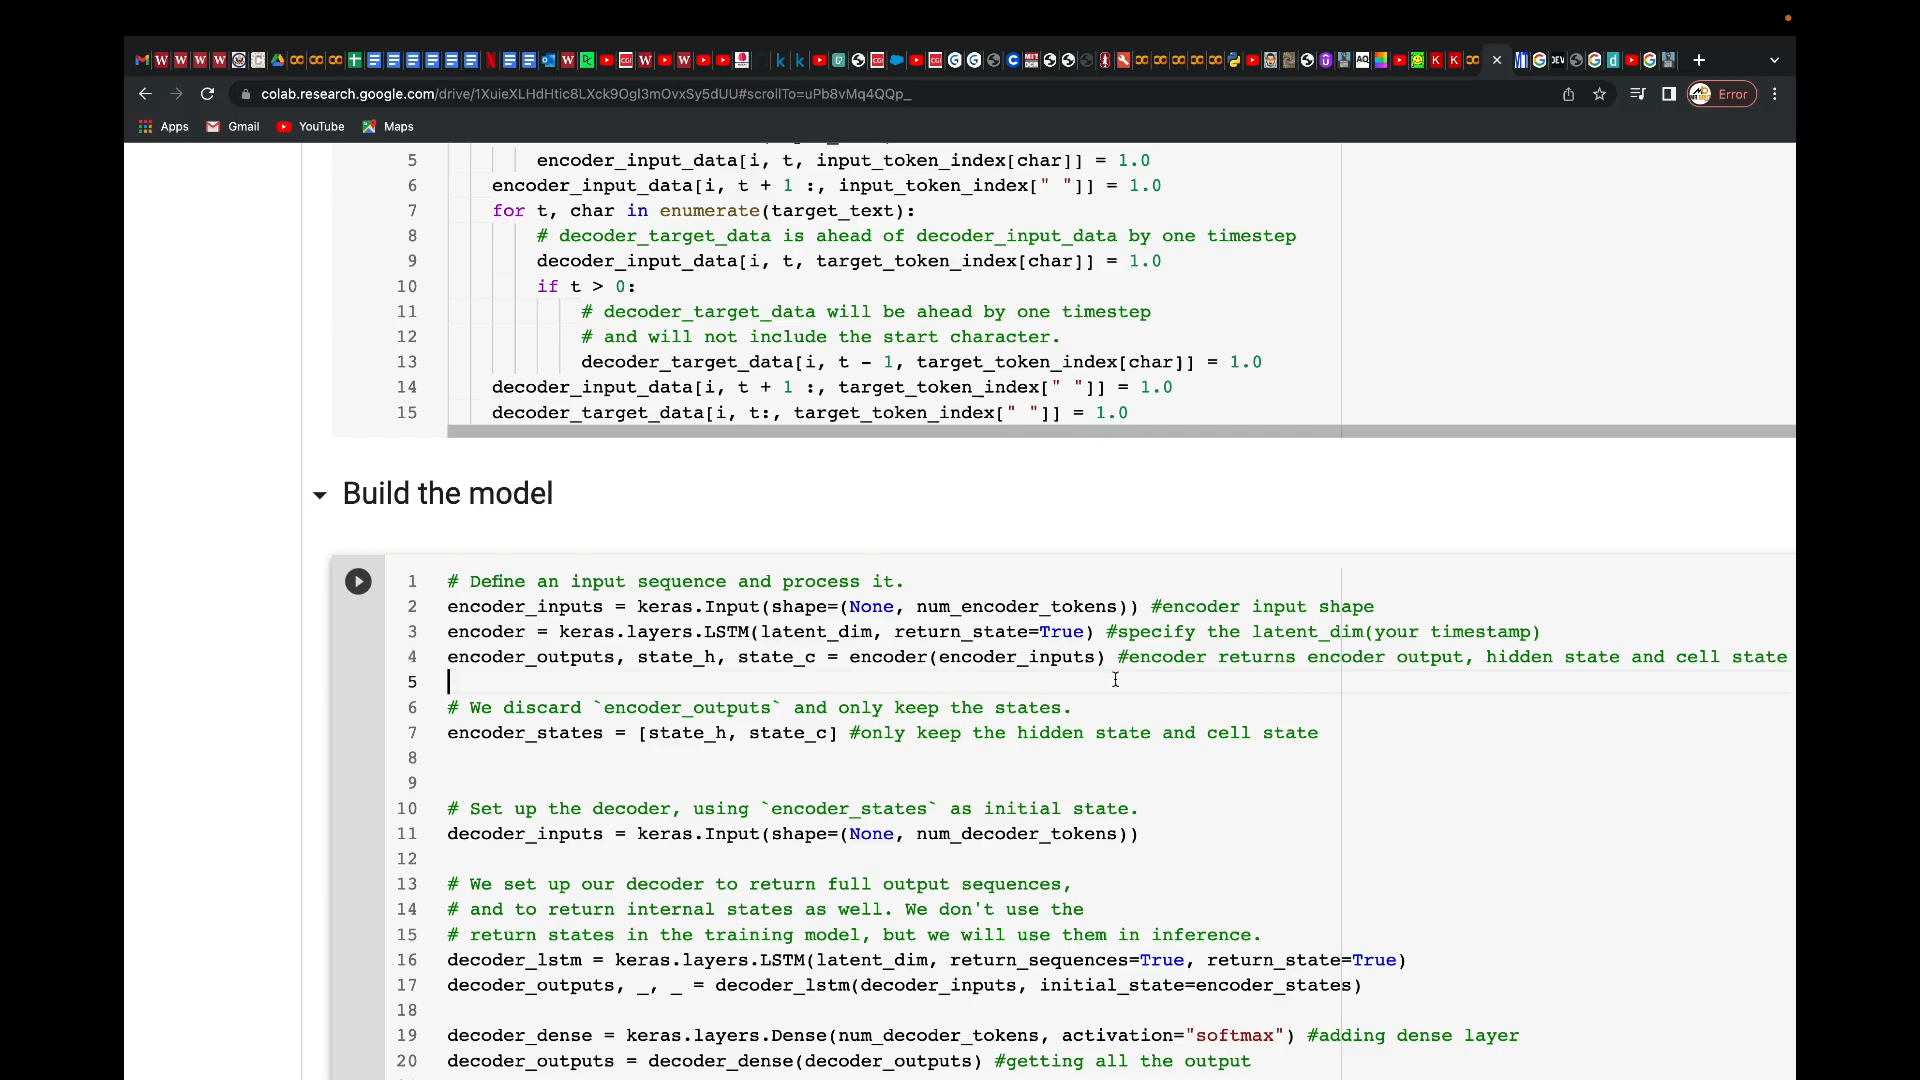 colab.research.google.com/drive/1XuieXLHdHtic8LXck9OgI3mOvxSy5dUU#scrollTo=uPb8vMq4QQp_
Error
Apps Gmail YouTube Maps
5 encoder_input_data[i, t, input_token_index[char]] = 1.0
6 encoder_input_data[i, t + 1 :, input_token_index[" "]] = 1.0
7 for t, char in enumerate(target_text):
8 # decoder_target_data is ahead of decoder_input_data by one timestep
9 decoder_input_data[i, t, target_token_index[char]] = 1.0
10 if t > 0:
11 # decoder_target_data will be ahead by one timestep
12 # and will not include the start character.
13 decoder_target_data[i, t - 1, target_token_index[char]] = 1.0
14 decoder_input_data[i, t + 1 :, target_token_index[" "]] = 1.0
15 decoder_target_data[i, t:, target_token_index[" "]] = 1.0
Build the model
1 # Define an input sequence and process it.
2 encoder_inputs = keras.Input(shape=(None, num_encoder_tokens)) #encoder input shape
3 encoder = keras.layers.LSTM(latent_dim, return_state=True) #specify the latent_dim(your timestamp)
4 encoder_outputs, state_h, state_c = encoder(encoder_inputs) #encoder returns encoder output, hidden state and cell state
5
6 # We discard `encoder_outputs` and only keep the states.
7 encoder_states = [state_h, state_c] #only keep the hidden state and cell state
8
9
10 # Set up the decoder, using `encoder_states` as initial state.
11 decoder_inputs = keras.Input(shape=(None, num_decoder_tokens))
12
13 # We set up our decoder to return full output sequences,
14 # and to return internal states as well. We don't use the
15 # return states in the training model, but we will use them in inference.
16 decoder_lstm = keras.layers.LSTM(latent_dim, return_sequences=True, return_state=True)
17 decoder_outputs, _, _ = decoder_lstm(decoder_inputs, initial_state=encoder_states)
18
19 decoder_dense = keras.layers.Dense(num_decoder_tokens, activation="softmax") #adding dense layer
20 decoder_outputs = decoder_dense(decoder_outputs) #getting all the output